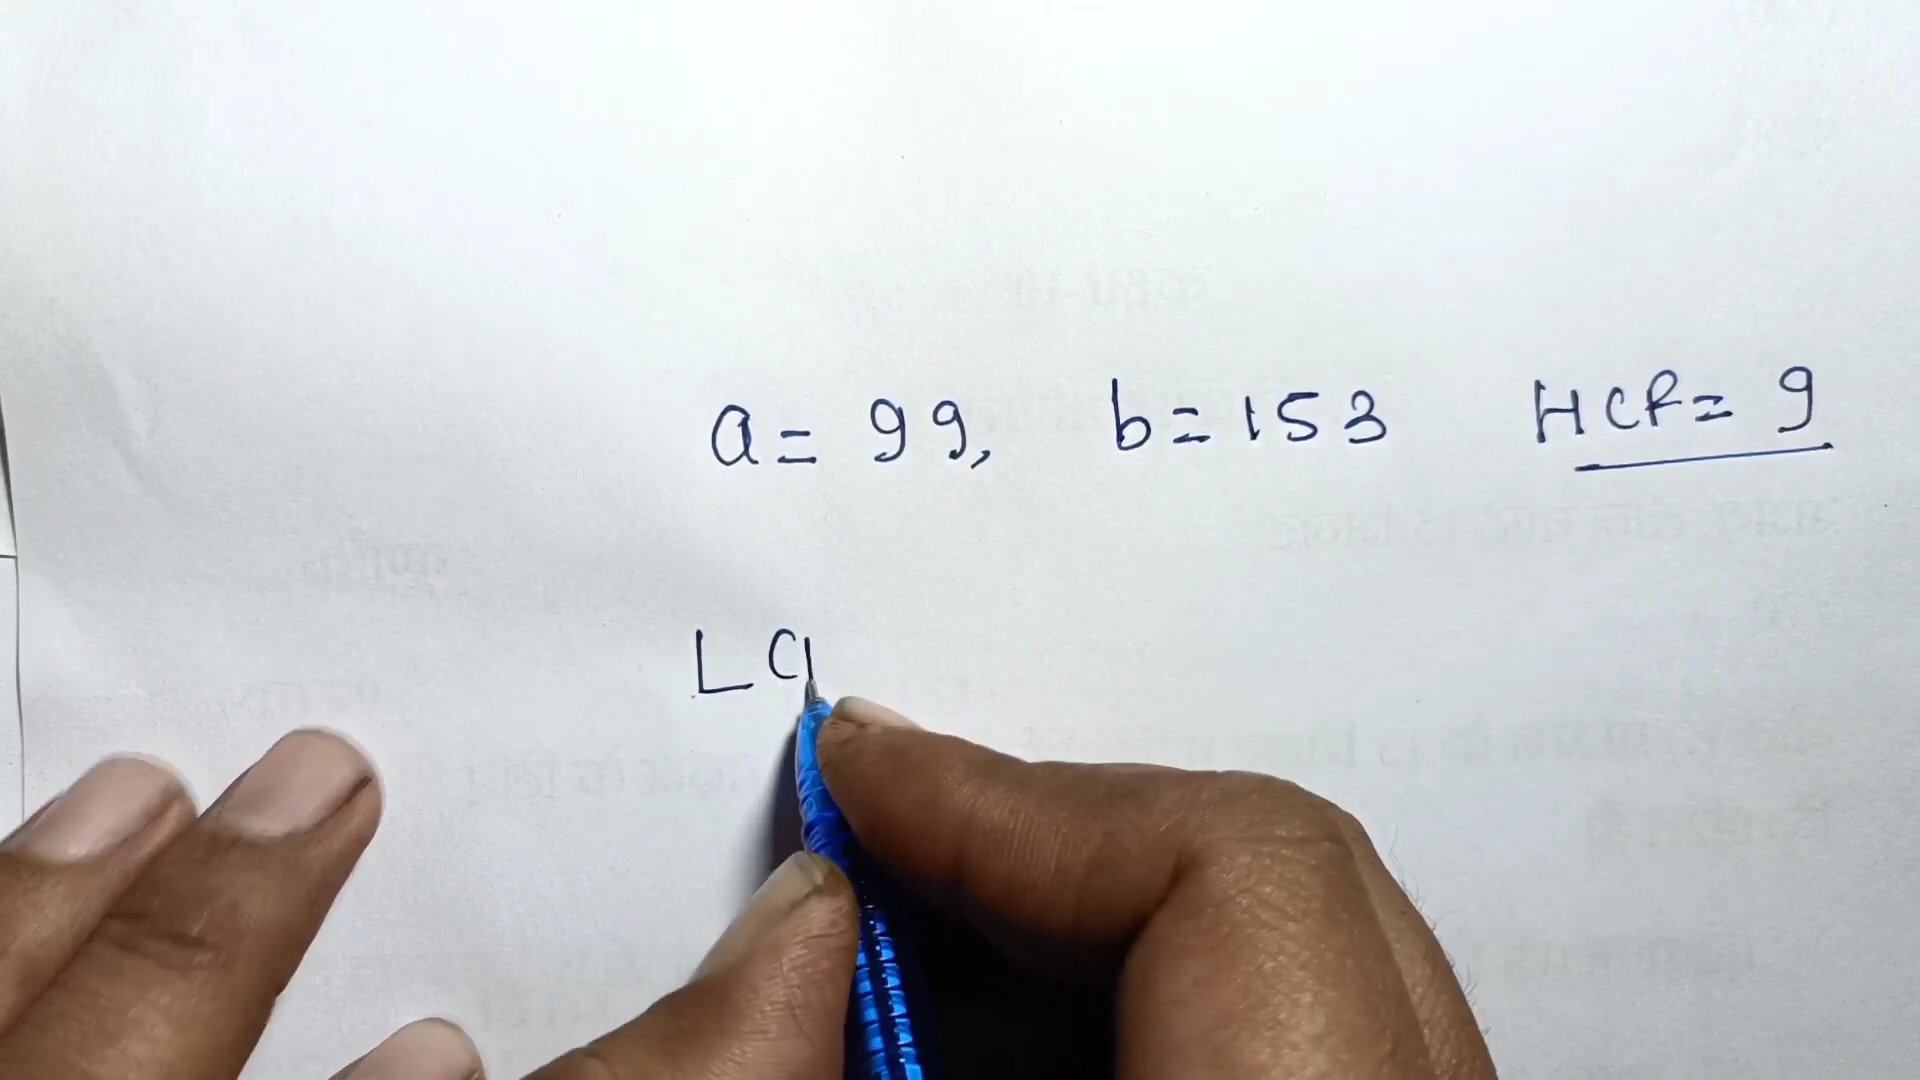 a = 99, b = 153 HCF = 9
LC